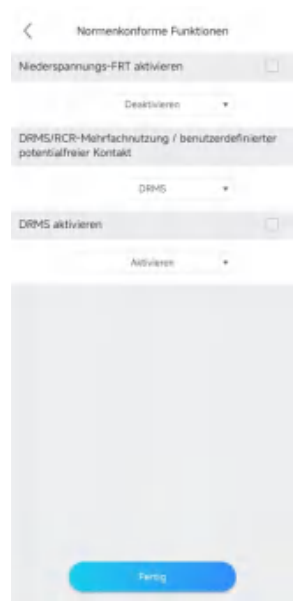 Normenkonforme Funktionen
Niederspannungs-FRT aktivieren
Deaktivieren
DRMS/RCR-Mehrfachnutzung / benutzerdefinierter
potentialfreier Kontakt
DRMS
DRMS aktivieren
Aktivieren
Fertig